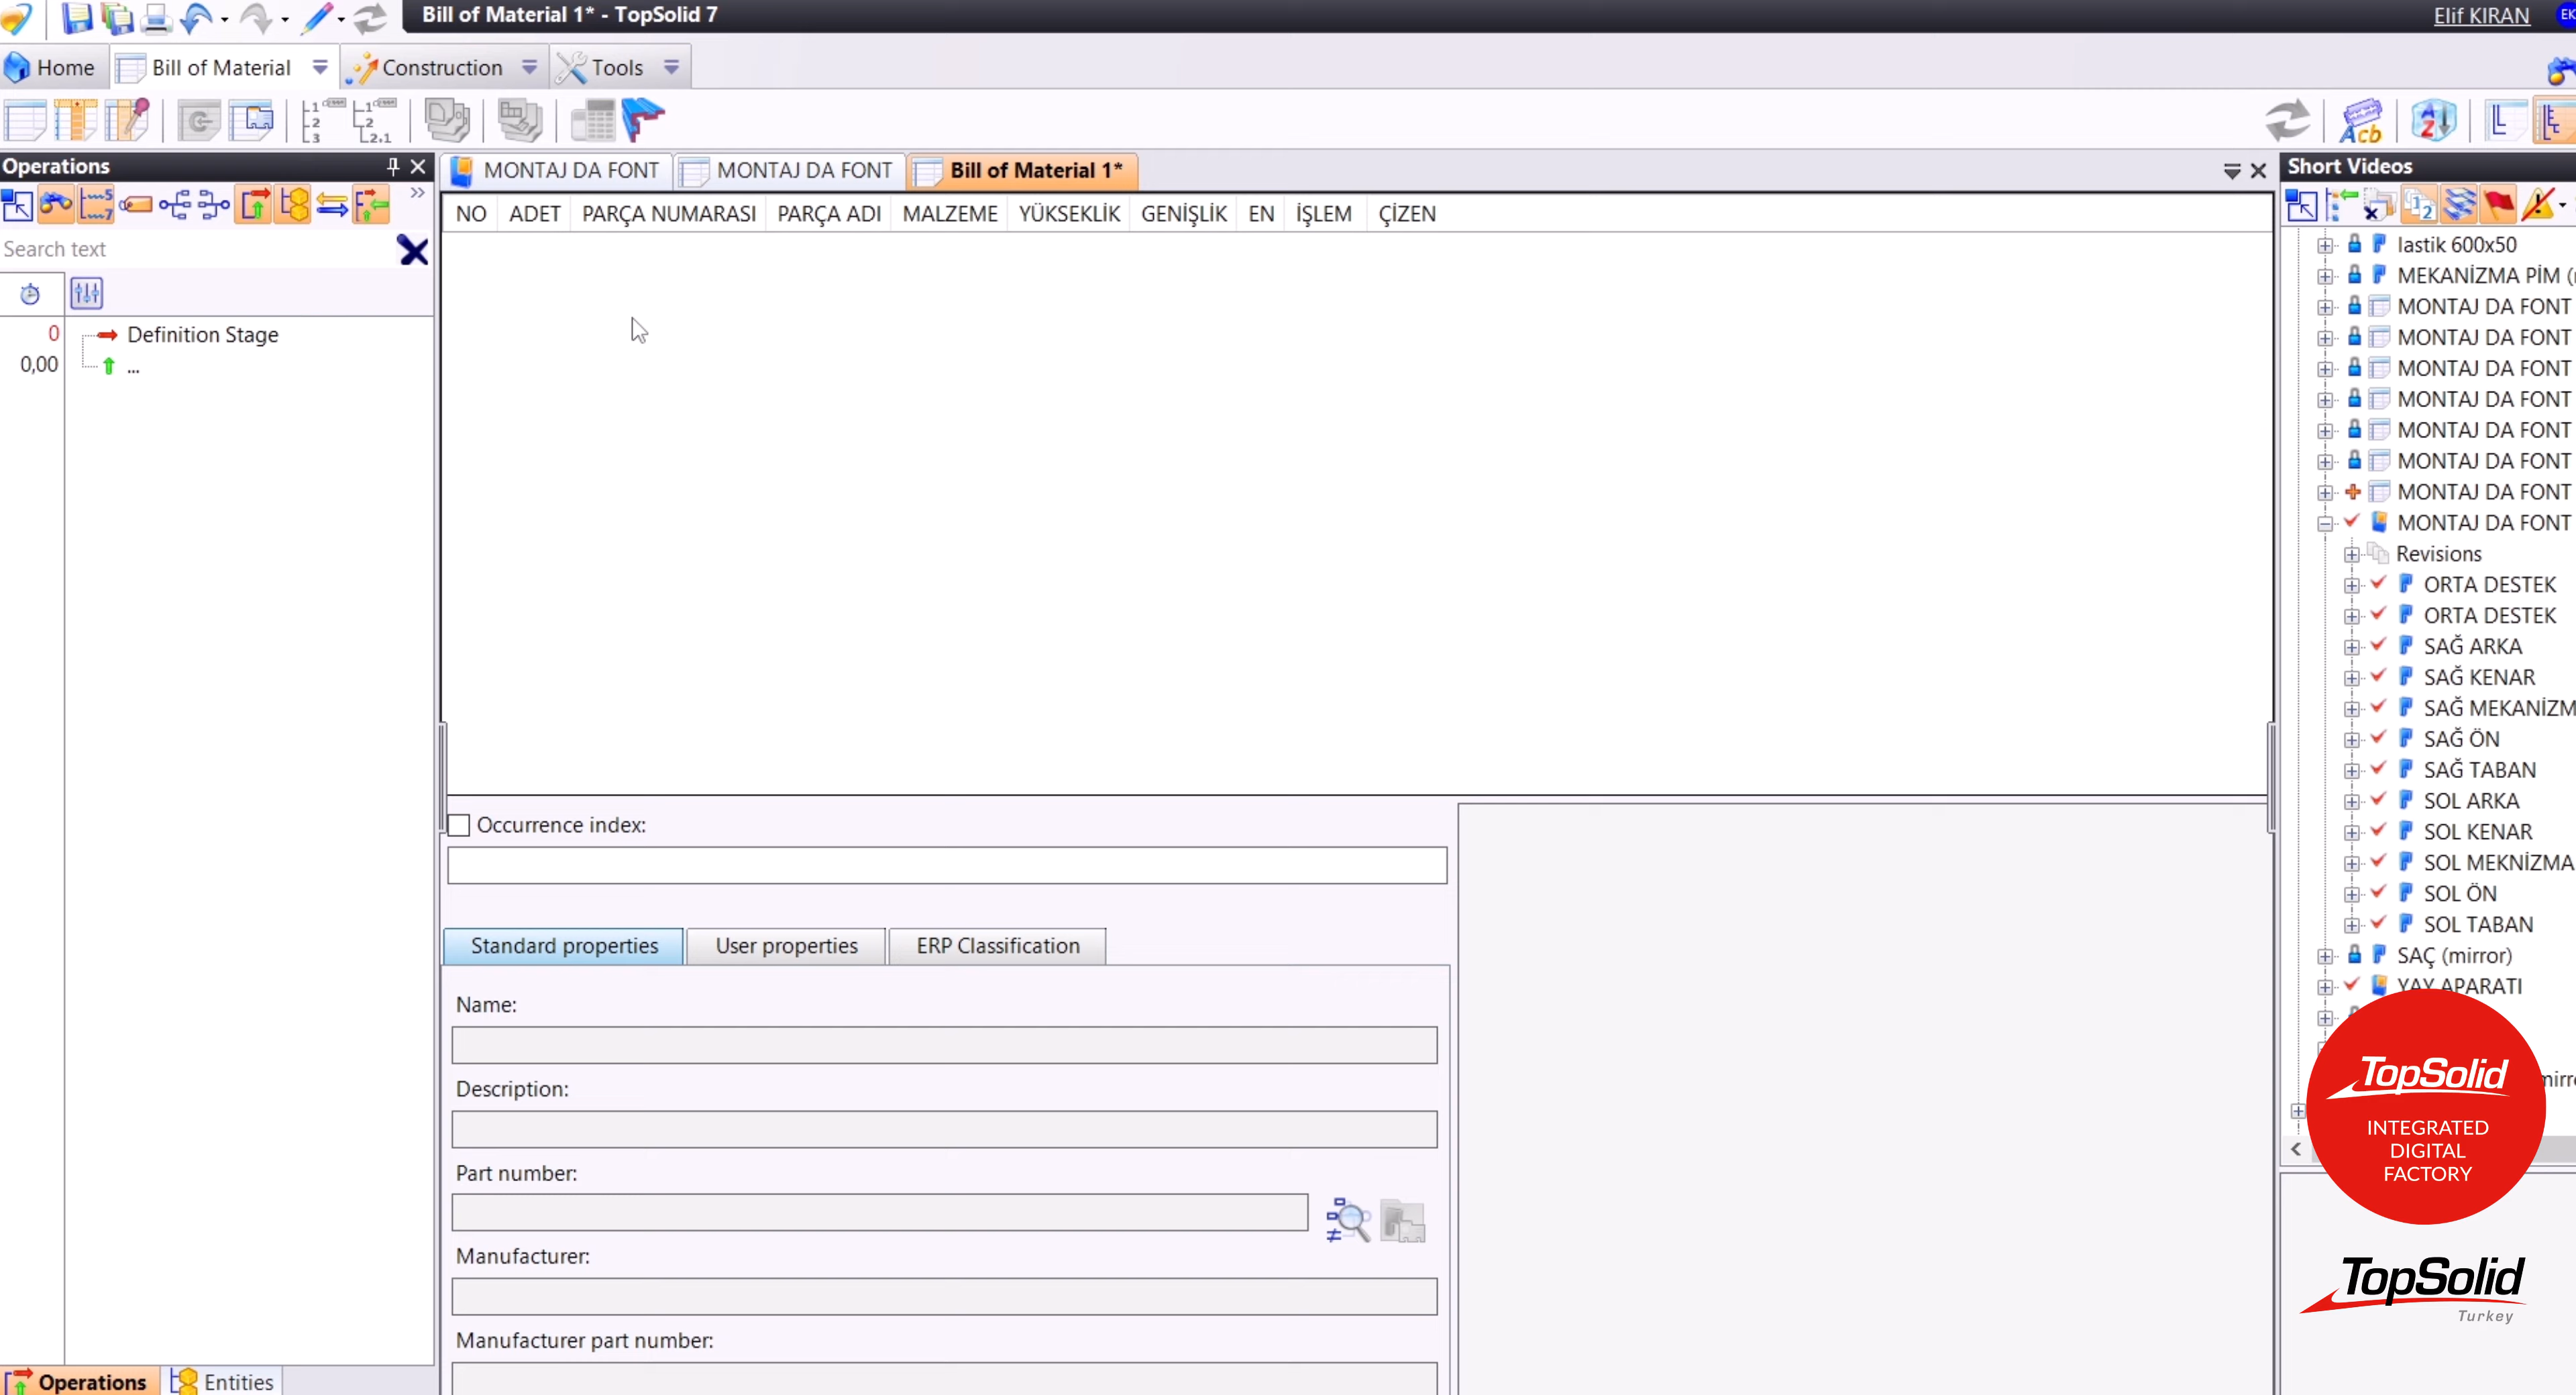 Bill of Material 1* - TopSolid 7
Elif KIRAN
EK
Home
Bill of Material
Construction
Tools
Operations
Search text
0
Definition Stage
0,00
...
MONTAJ DA FONT
MONTAJ DA FONT
Bill of Material 1*
NO ADET PARÇA NUMARASI PARÇA ADI MALZEME YÜKSEKLİK GENİŞLİK EN İŞLEM ÇİZEN
Occurrence index:
Standard properties
User properties
ERP Classification
Name:
Description:
Part number:
Manufacturer:
Manufacturer part number:
Operations
Entities
Short Videos
lastik 600x50
MEKANİZMA PİM (
MONTAJ DA FONT
MONTAJ DA FONT
MONTAJ DA FONT
MONTAJ DA FONT
MONTAJ DA FONT
MONTAJ DA FONT
MONTAJ DA FONT
MONTAJ DA FONT
Revisions
ORTA DESTEK
ORTA DESTEK
SAĞ ARKA
SAĞ KENAR
SAĞ MEKANİZM
SAĞ ÖN
SAĞ TABAN
SOL ARKA
SOL KENAR
SOL MEKNİZMA
SOL ÖN
SOL TABAN
SAÇ (mirror)
YAY APARATI
TopSolid
INTEGRATED
DIGITAL
FACTORY
TopSolid
Turkey